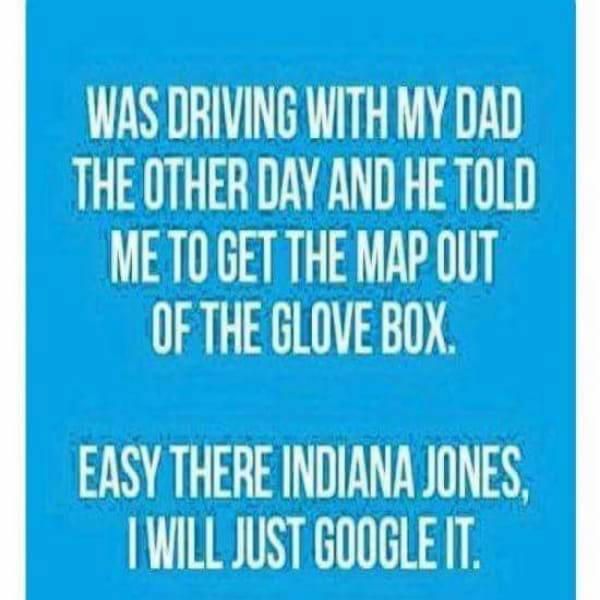 WAS DRIVING WITH MY DAD
THE OTHER DAY AND HE TOLD
ME TO GET THE MAP OUT
OF THE GLOVE BOX.
EASY THERE INDIANA JONES,
I WILL JUST GOOGLE IT.